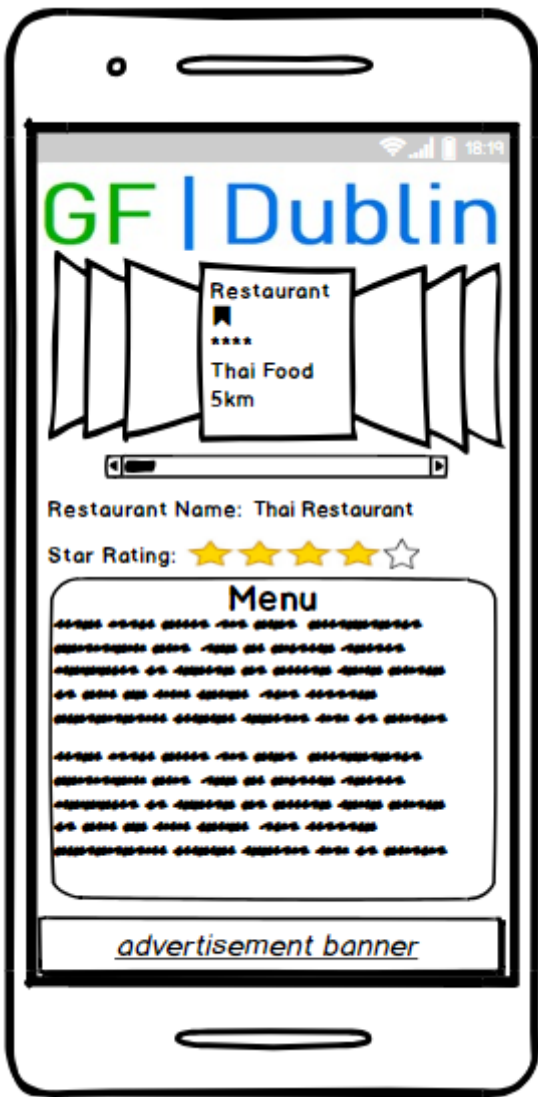 18:19
GF | Dublin
Restaurant
****
Thai Food
5km
Restaurant Name: Thai Restaurant
Star Rating:
Menu
advertisement banner